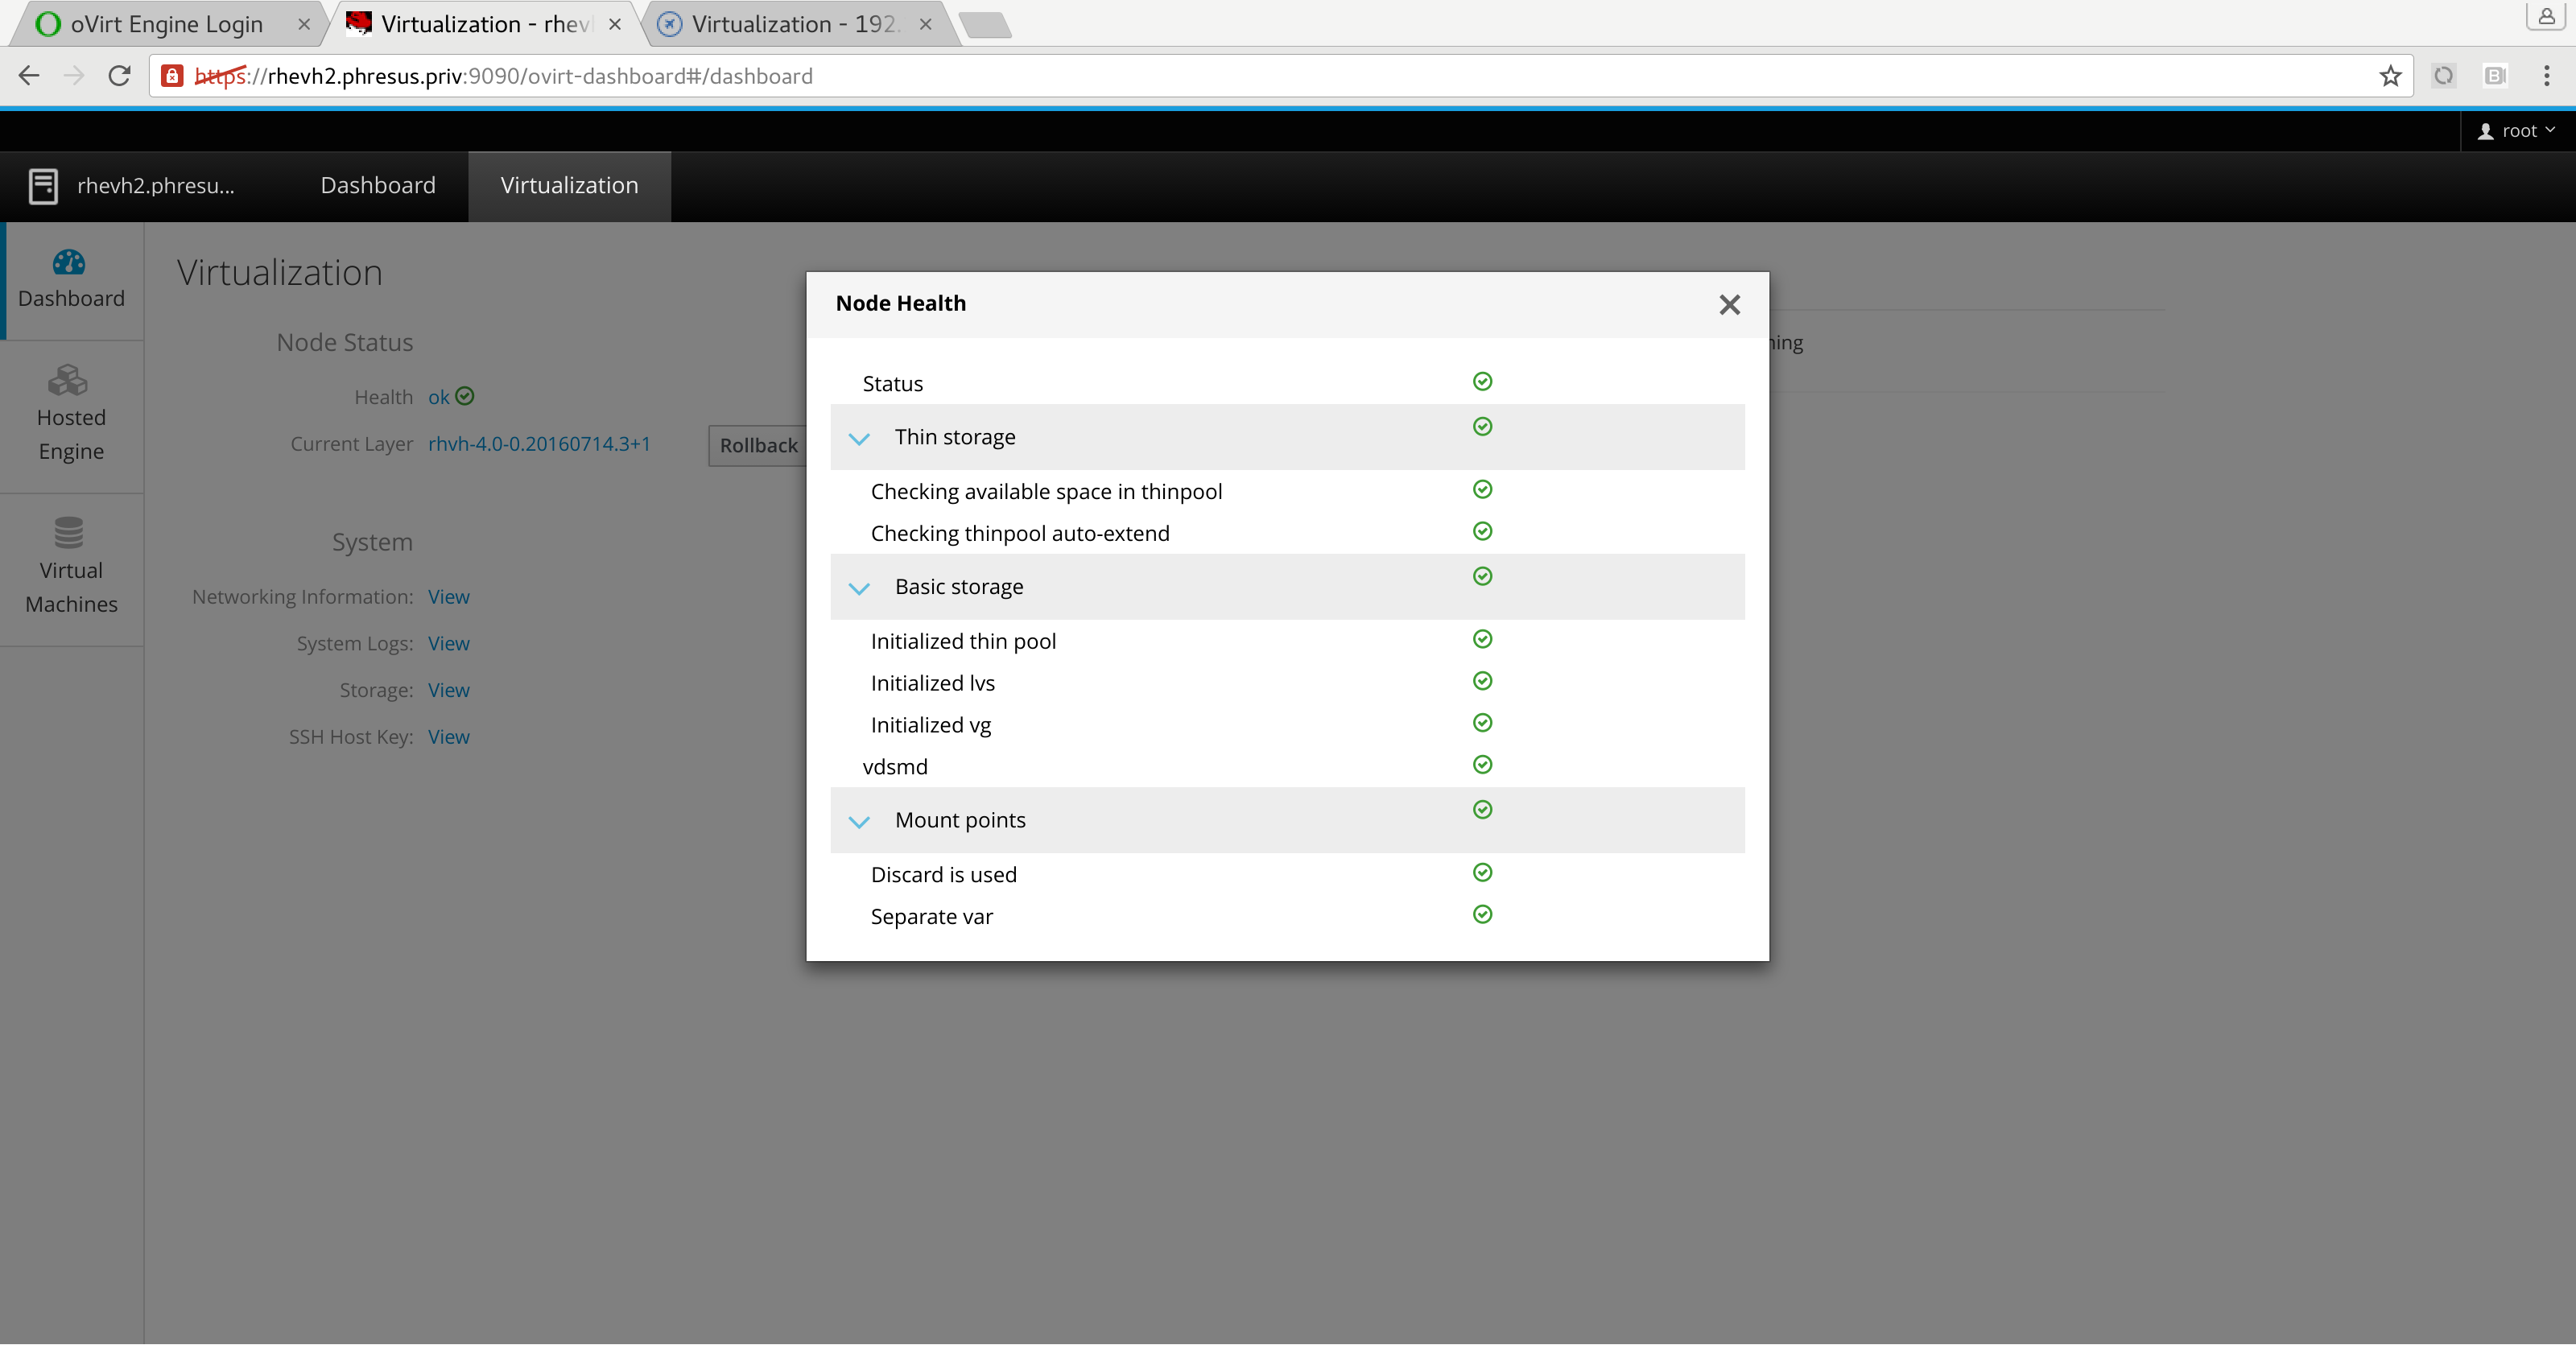 oVirt Engine Login
Virtualization - rhev
Virtualization - 192.
https://rhevh2.phresus.priv:9090/ovirt-dashboard#/dashboard
root
rhevh2.phresu...
Dashboard
Virtualization
Dashboard
Hosted
Engine
Virtual
Machines
Virtualization
Node Status
Health ok
Current Layer rhvh-4.0-0.20160714.3+1
Rollback
System
Networking Information: View
System Logs: View
Storage: View
SSH Host Key: View
Node Health
Status
Thin storage
Checking available space in thinpool
Checking thinpool auto-extend
Basic storage
Initialized thin pool
Initialized lvs
Initialized vg
vdsmd
Mount points
Discard is used
Separate var